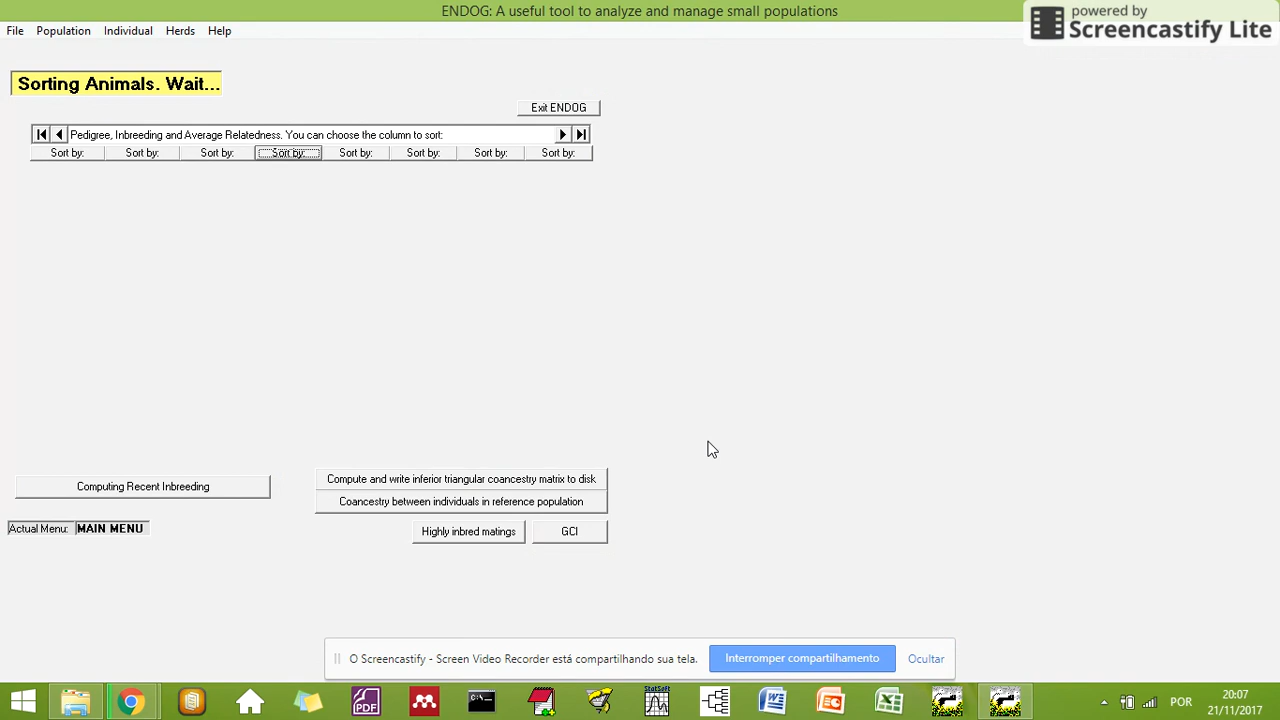 ENDOG: A useful tool to analyze and manage small populations
powered by
Screencastify Lite
File Population Individual Herds Help
Sorting Animals. Wait...
Exit ENDOG
Pedigree, Inbreeding and Average Relatedness. You can choose the column to sort:
Sort by: Sort by: Sort by: Sort by: Sort by: Sort by: Sort by: Sort by:
Computing Recent Inbreeding
Compute and write inferior triangular coancestry matrix to disk
Coancestry between individuals in reference population
Actual Menu: MAIN MENU
Highly inbred matings
GCI
O Screencastify - Screen Video Recorder está compartilhando sua tela.
Interromper compartilhamento
Ocultar
PDF
StatSoft
POR
20:07
21/11/2017